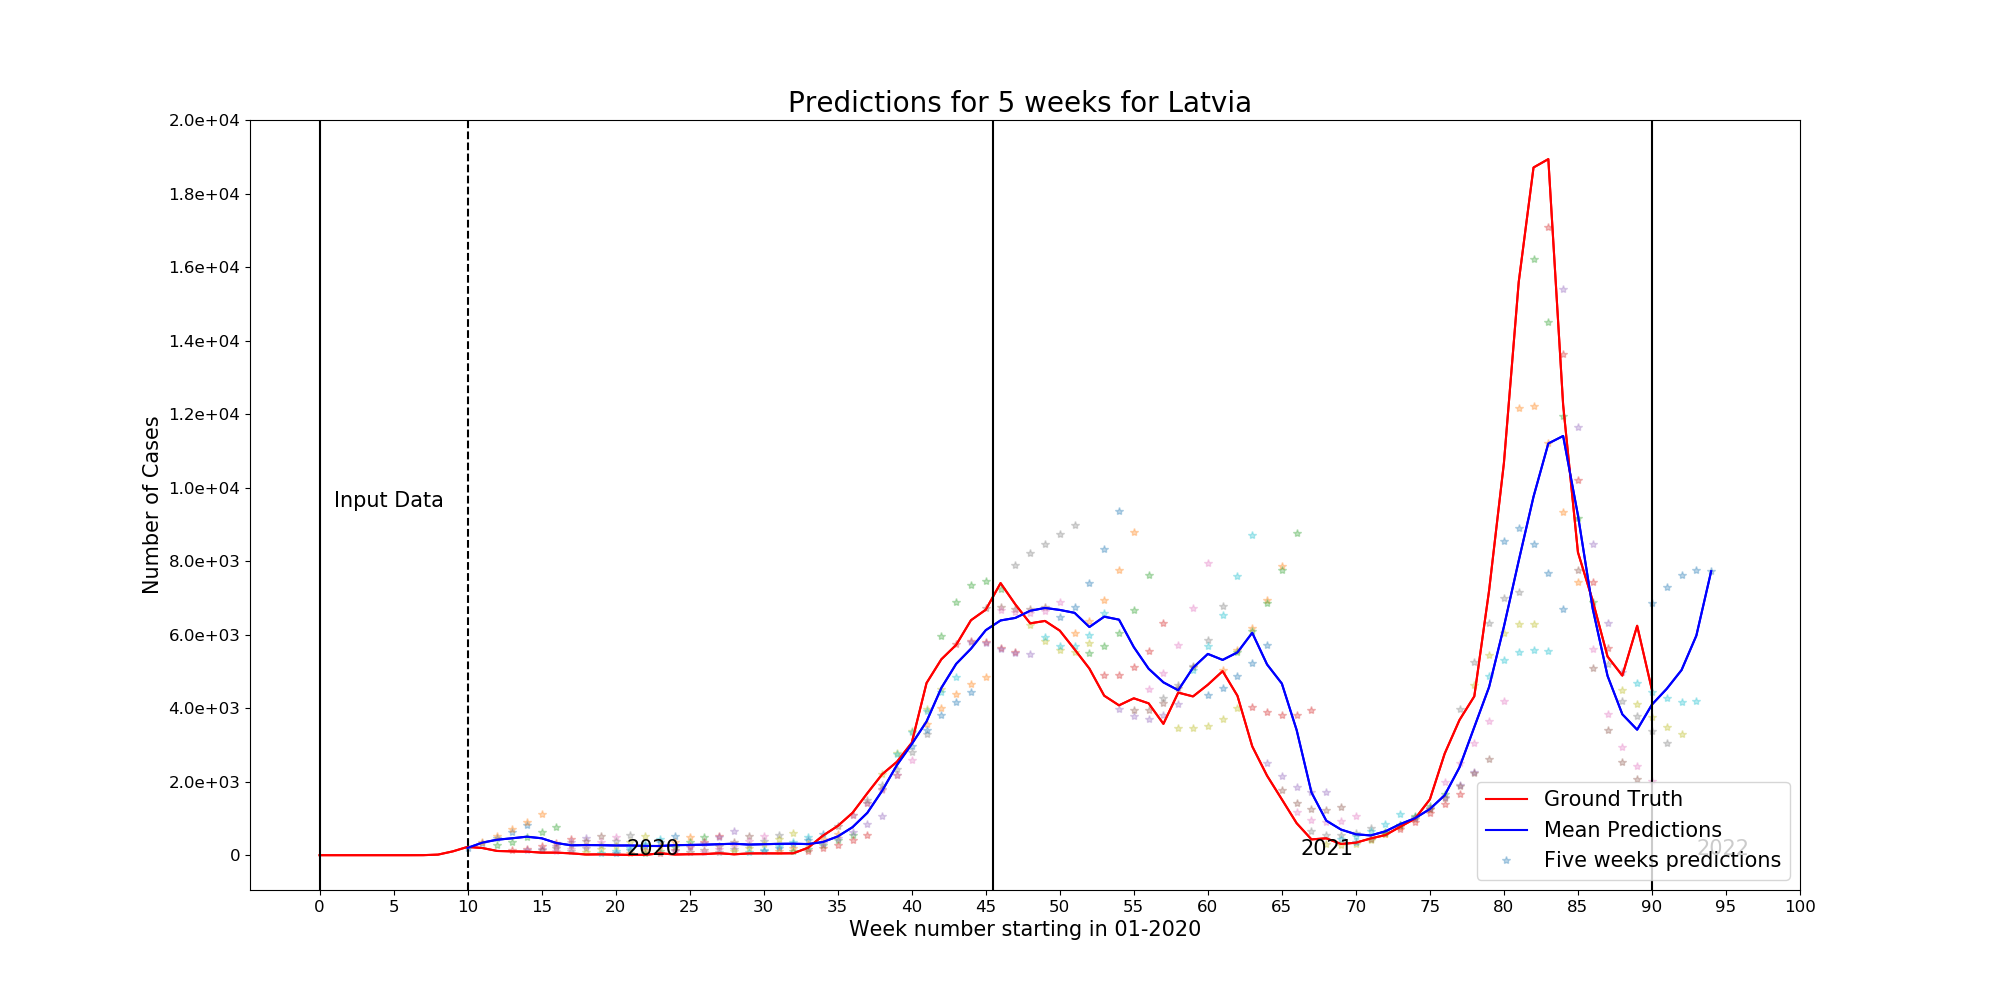 Predictions for 5 weeks for Latvia
2.0e+04
1.8e+04
1.6e+04
1.4e+04
1.2e+04
1.0e+04
8.0e+03
6.0e+03
4.0e+03
2.0e+03
0
Number of Cases
Input Data
2020
2021
2022
Ground Truth
Mean Predictions
Five weeks predictions
0 5 10 15 20 25 30 35 40 45 50 55 60 65 70 75 80 85 90 95 100
Week number starting in 01-2020